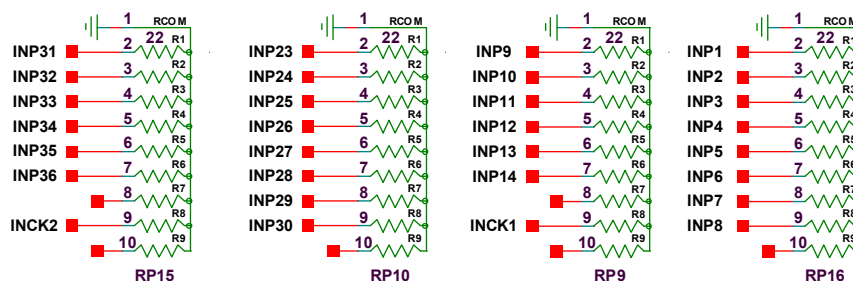 1 RCOM
22
INP31 2 R1
INP32 3 R2
INP33 4 R3
INP34 5 R4
INP35 6 R5
INP36 7 R6
8 R7
INCK2 9 R8
10 R9
RP15
1 RCOM
22
INP23 2 R1
INP24 3 R2
INP25 4 R3
INP26 5 R4
INP27 6 R5
INP28 7 R6
INP29 8 R7
INP30 9 R8
10 R9
RP10
1 RCOM
22
INP9 2 R1
INP10 3 R2
INP11 4 R3
INP12 5 R4
INP13 6 R5
INP14 7 R6
8 R7
INCK1 9 R8
10 R9
RP9
1 RCOM
22
INP1 2 R1
INP2 3 R2
INP3 4 R3
INP4 5 R4
INP5 6 R5
INP6 7 R6
INP7 8 R7
INP8 9 R8
10 R9
RP16